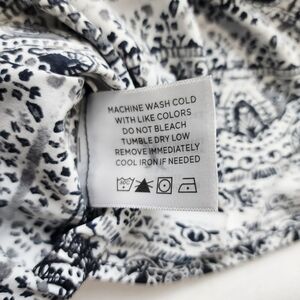 MACHINE WASH COLD
WITH LIKE COLORS
DO NOT BLEACH
TUMBLE DRY LOW
REMOVE IMMEDIATELY
COOL IRON IF NEEDED